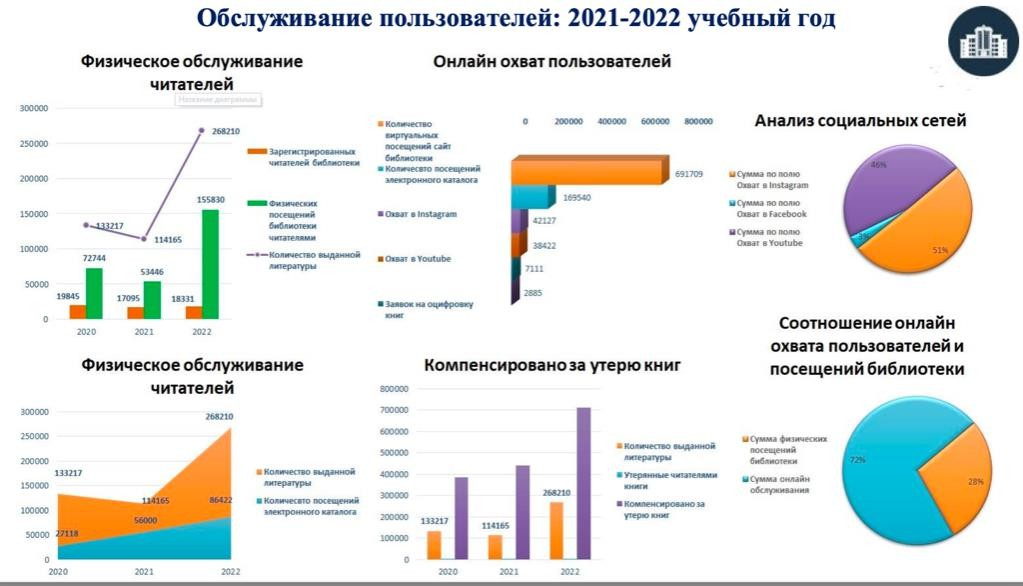 Обслуживание пользователей: 2021-2022 учебный год
Физическое обслуживание
читателей
Название диаграммы
300000
250000
200000
150000
100000
50000
0
268210
133217
114165
155830
72744
53446
19845
17095
18331
2020
2021
2022
Зарегистрированных
читателей библиотеки
Физических
посещений
библиотеки
читателями
Количество выданной
литературы
Онлайн охват пользователей
0 200000 400000 600000 800000
Количество
виртуальных
посещений сайт
библиотеки
Количесвто посещений
электронного каталога
Охват в Instagram
Охват в Youtube
Заявок на оцифровку
книг
691709
169540
42127
38422
7111
2885
Анализ социальных сетей
Сумма по полю
Охват в Instagram
Сумма по полю
Охват в Facebook
Сумма по полю
Охват в Youtube
46%
3%
51%
Физическое обслуживание
читателей
300000
250000
200000
150000
100000
50000
0
268210
133217
114165
86422
56000
27118
2020
2021
2022
Количество выданной
литературы
Количесвто посещений
электронного каталога
Компенсировано за утерю книг
800000
700000
600000
500000
400000
300000
200000
100000
0
133217
114165
268210
2020
2021
2022
Количество выданной
литературы
Утерянные читателями
книги
Компенсировано за
утерю книг
Соотношение онлайн
охвата пользователей и
посещений библиотеки
Сумма физических
посещений
библиотеки
Сумма онлайн
обслуживания
72%
28%